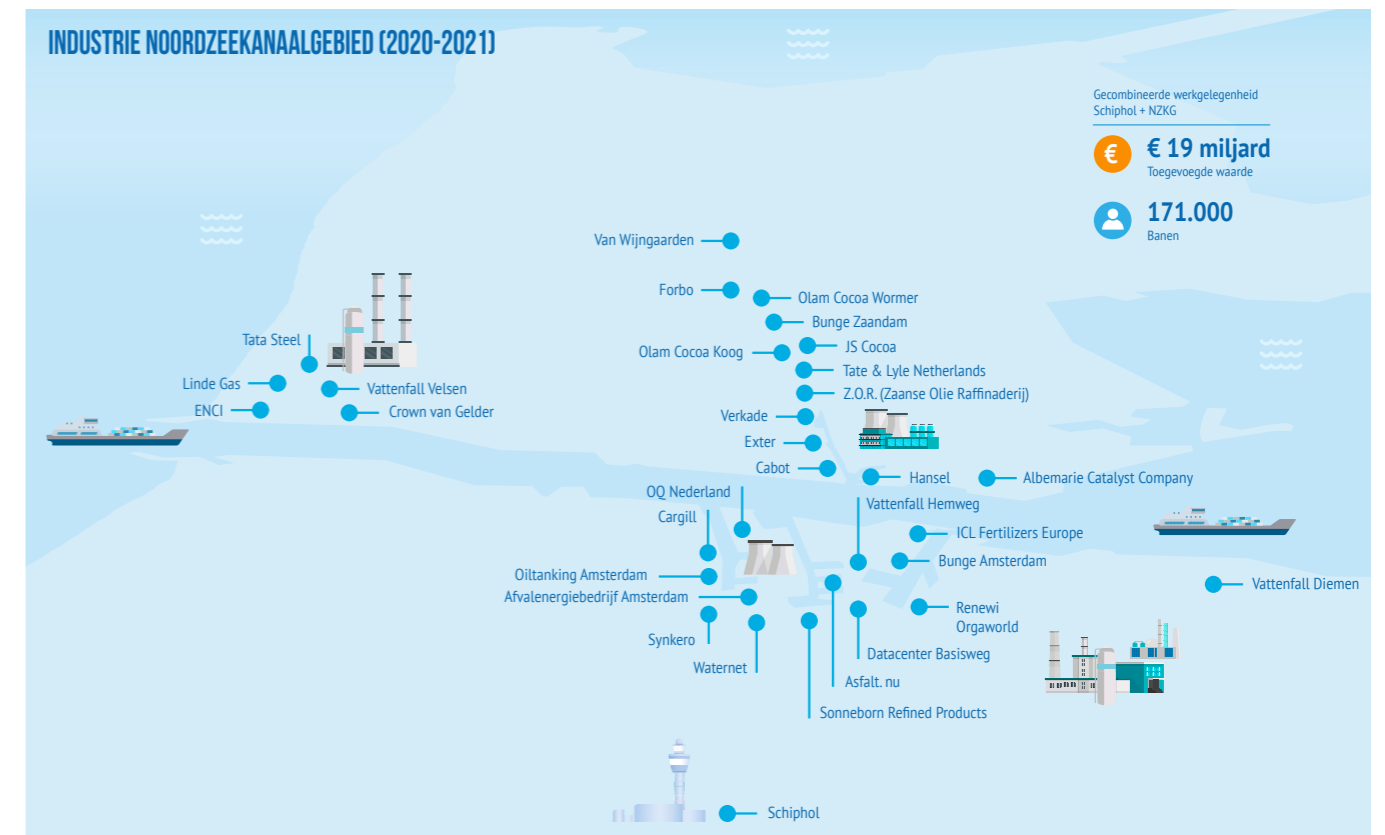 INDUSTRIE NOORDZEEKANAALGEBIED (2020-2021)
Gecombineerde werkgelegenheid
Schiphol + NZKG
€
€ 19 miljard
Toegevoegde waarde
171.000
Banen
Van Wijngaarden
Forbo
Olam Cocoa Wormer
Bunge Zaandam
Tata Steel
JS Cocoa
Olam Cocoa Koog
Tate & Lyle Netherlands
Linde Gas
Vattenfall Velsen
Z.O.R. (Zaanse Olie Raffinaderij)
ENCI
Crown van Gelder
Verkade
Exter
Cabot
Hansel
Albemarie Catalyst Company
OQ Nederland
Vattenfall Hemweg
Cargill
ICL Fertilizers Europe
Bunge Amsterdam
Oiltanking Amsterdam
Vattenfall Diemen
Afvalenergiebedrijf Amsterdam
Renewi
Orgaworld
Synkero
Datacenter Basisweg
Waternet
Asfalt. nu
Sonneborn Refined Products
Schiphol